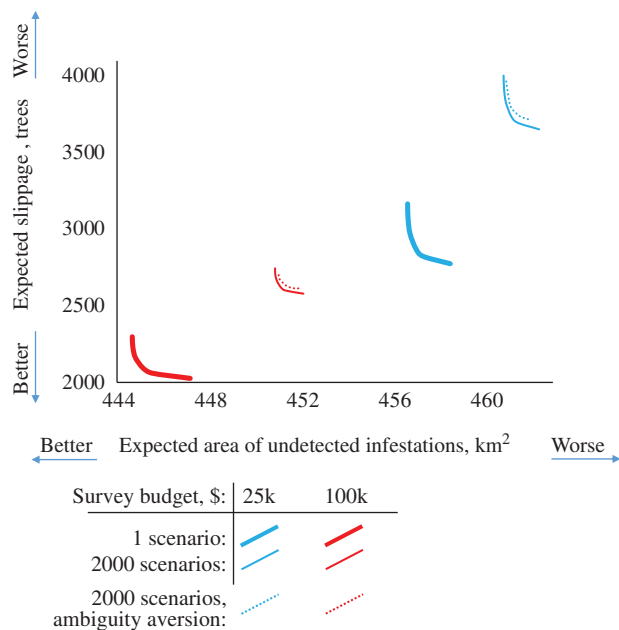 Worse
Expected slippage , trees
Better
4000
3500
3000
2500
2000
444 448 452 456 460
Better Expected area of undetected infestations, km² Worse
Survey budget, $: 25k 100k
1 scenario:
2000 scenarios:
2000 scenarios,
ambiguity aversion: